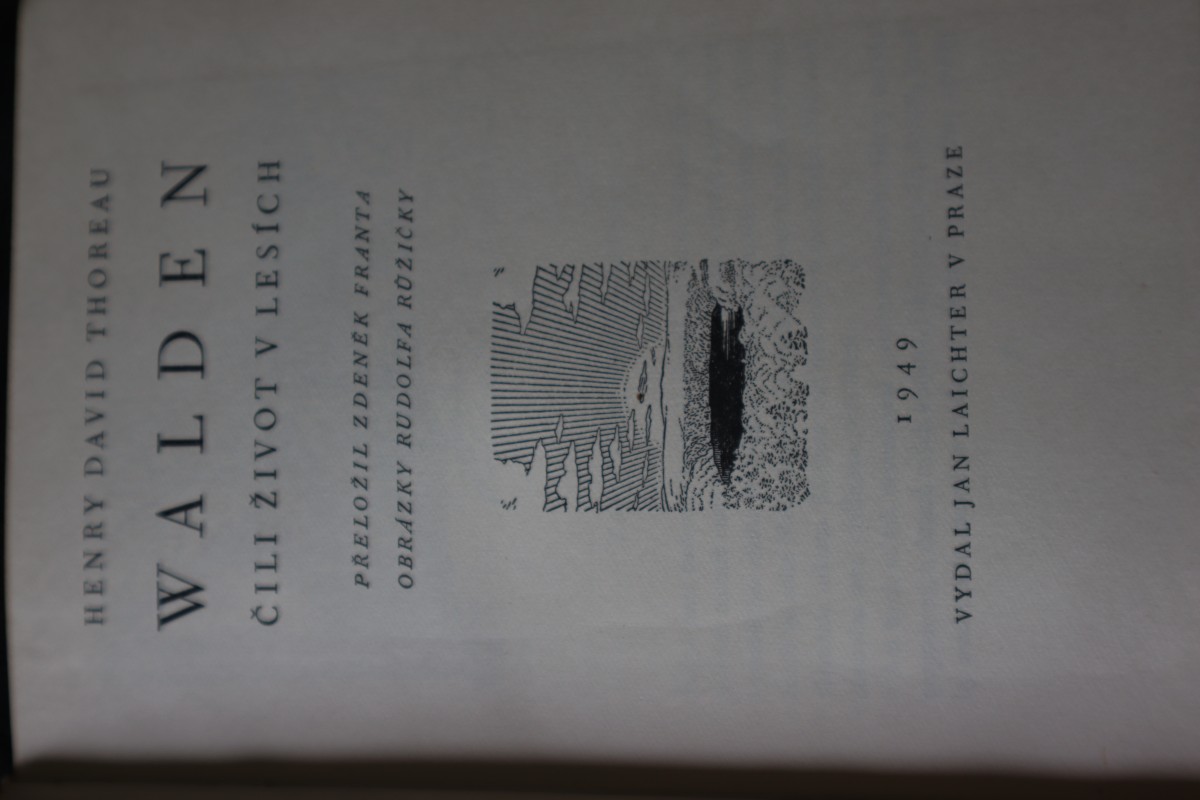 HENRY DAVID THOREAU
WALDEN
ČILI ŽIVOT V LESÍCH
PŘELOŽIL ZDENĚK FRANTA
OBRÁZKY RUDOLFA RŮŽIČKY
1949
VYDAL JAN LAICHTER V PRAZE